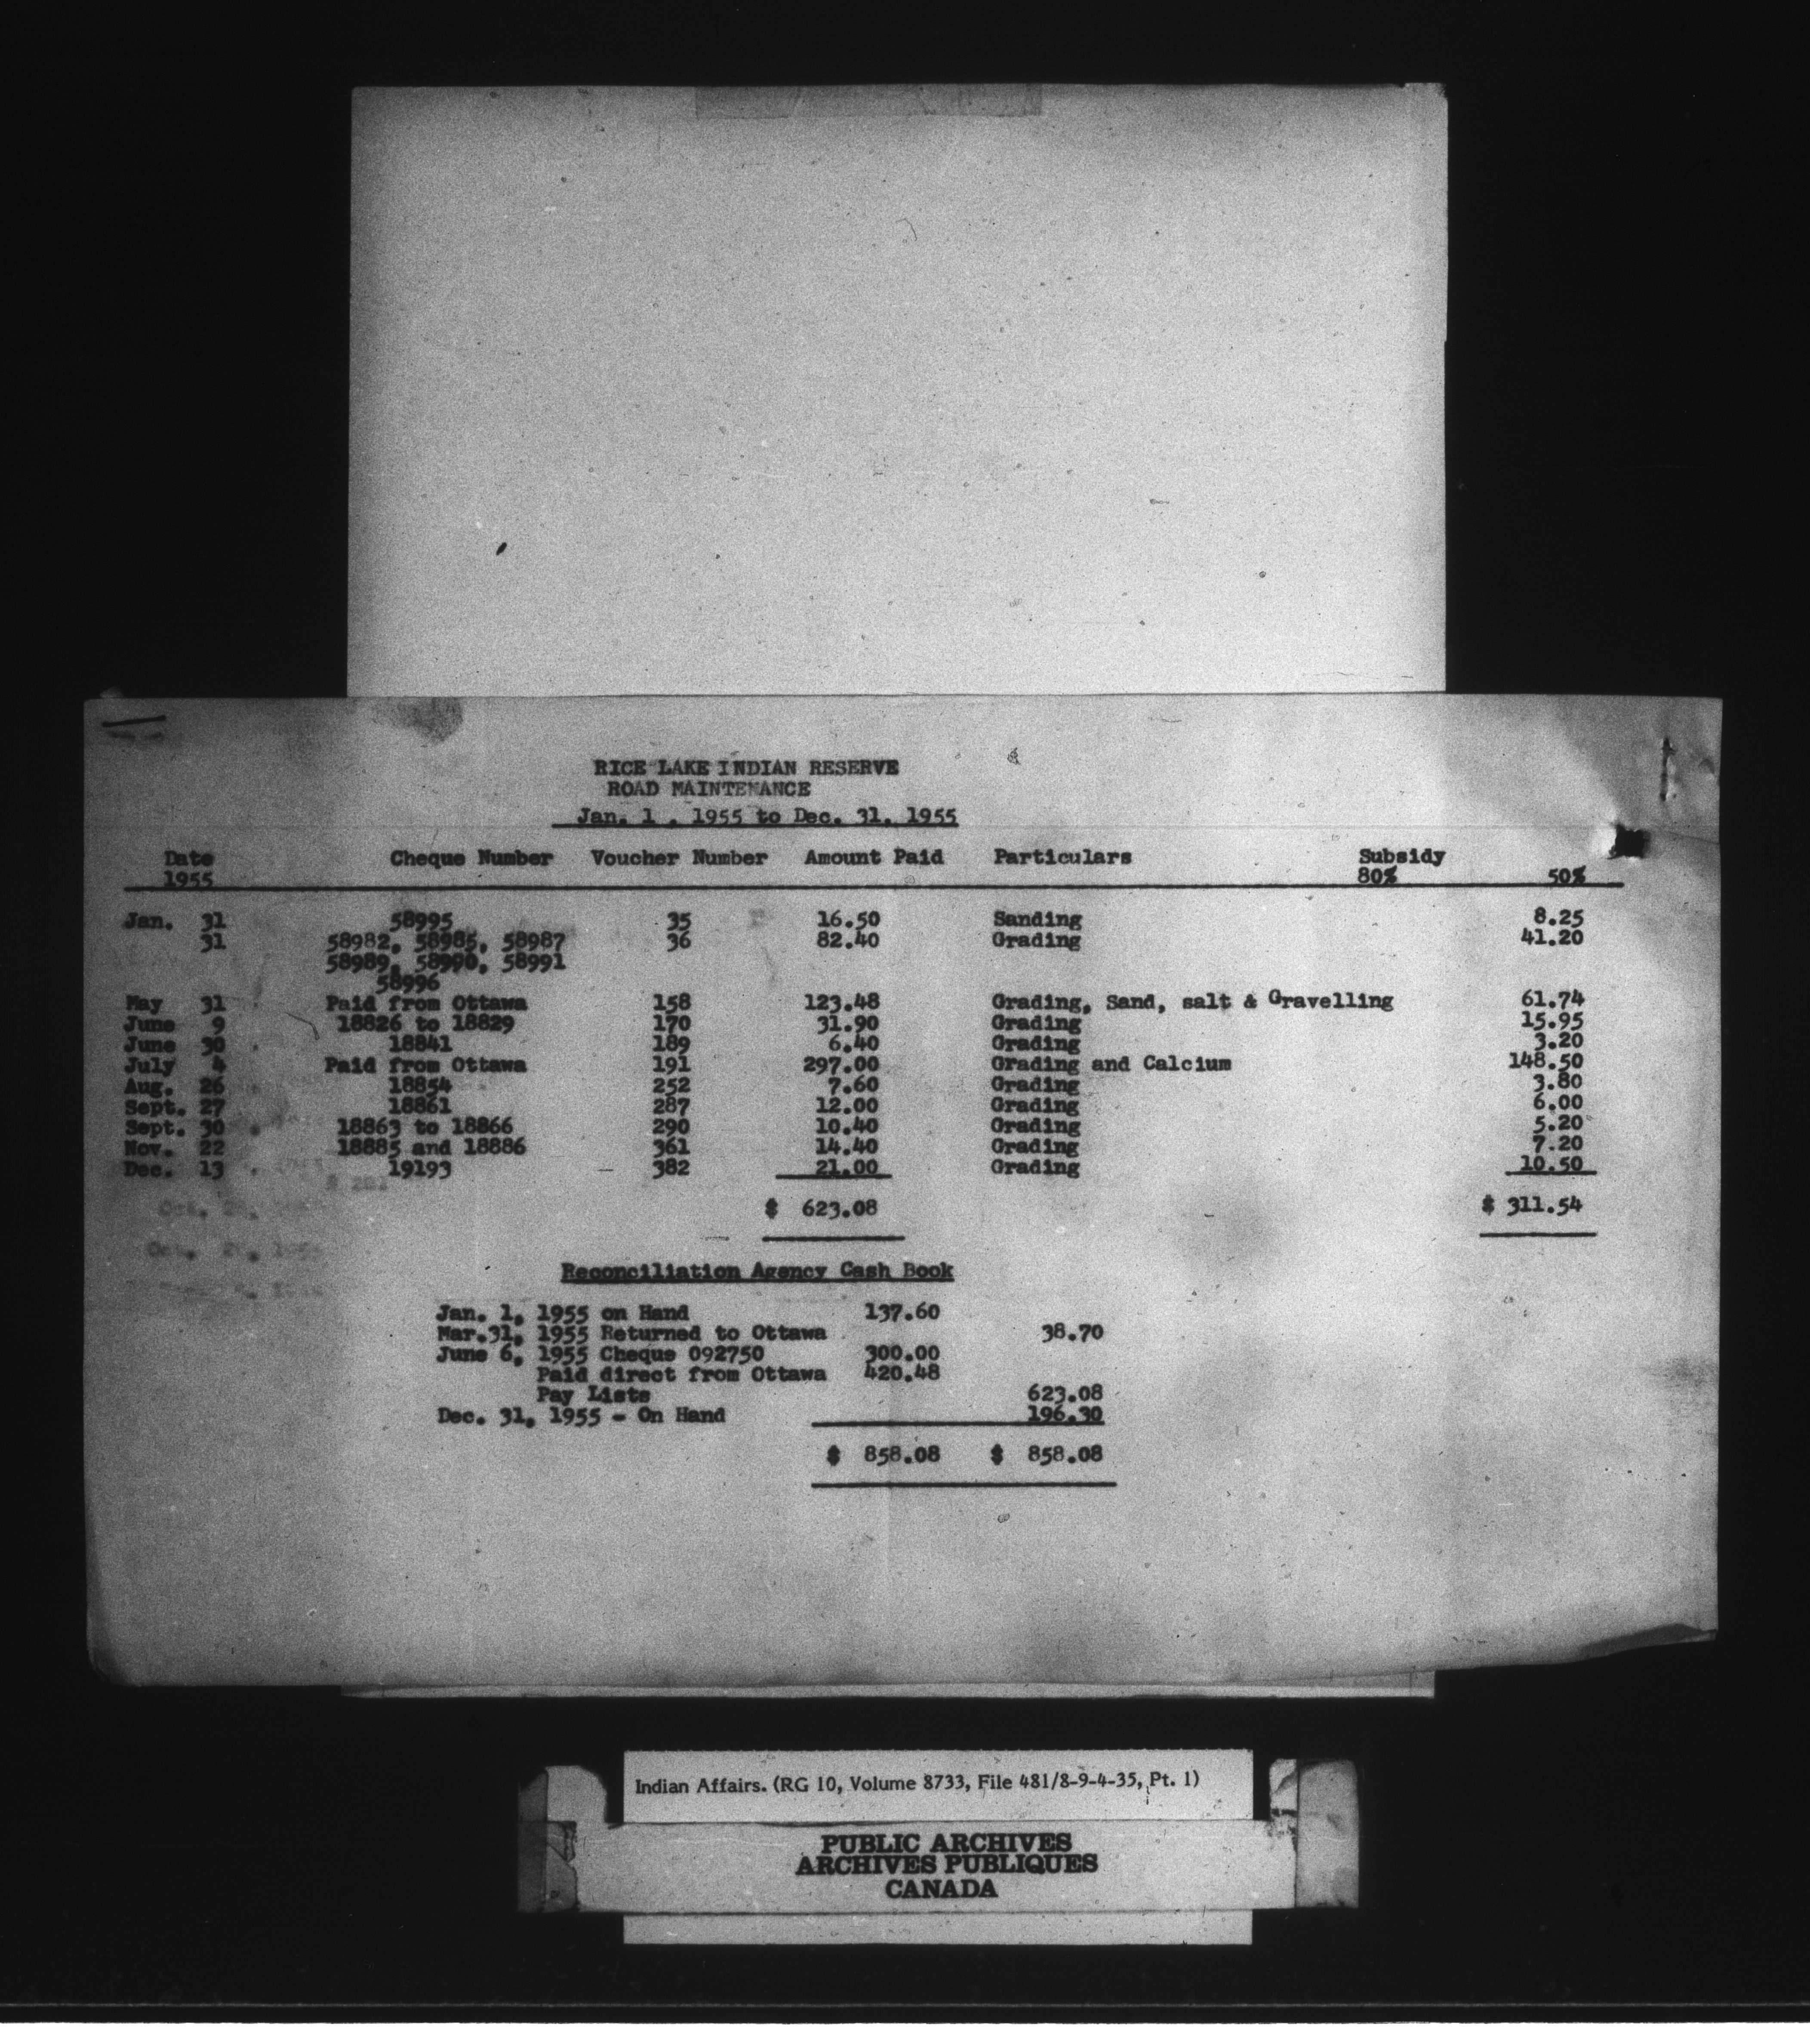 RICE LAKE INDIAN RESERVE
ROAD MAINTENANCE
Jan. 1 , 1955 to Dec. 31, 1955
Date Cheque Number Voucher Number Amount Paid Particulars Subsidy
1955 80% 50%
Jan. 31 58995 35 16.50 Sanding 8.25
31 58982, 58985, 58987 36 82.40 Grading 41.20
58989, 58990, 58991
58996
May 31 Paid from Ottawa 158 123.48 Grading, Sand, salt & Gravelling 61.74
June 9 18826 to 18829 170 31.90 Grading 15.95
June 30 18841 189 6.40 Grading 3.20
July 4 Paid from Ottawa 191 297.00 Grading and Calcium 148.50
Aug. 26 18854 252 7.60 Grading 3.80
Sept. 27 18861 287 12.00 Grading 6.00
Sept. 30 18863 to 18866 290 10.40 Grading 5.20
Nov. 22 18885 and 18886 361 14.40 Grading 7.20
Dec. 13 19193 382 21.00 Grading 10.50
$ 623.08 $ 311.54
Reconciliation Agency Cash Book
Jan. 1, 1955 on Hand 137.60
Mar.31, 1955 Returned to Ottawa 38.70
June 6, 1955 Cheque 092750 300.00
Paid direct from Ottawa 420.48
Pay Lists 623.08
Dec. 31, 1955 - On Hand 196.30
$ 858.08 $ 858.08
Indian Affairs. (RG 10, Volume 8733, File 481/8-9-4-35, Pt. 1)
PUBLIC ARCHIVES
ARCHIVES PUBLIQUES
CANADA